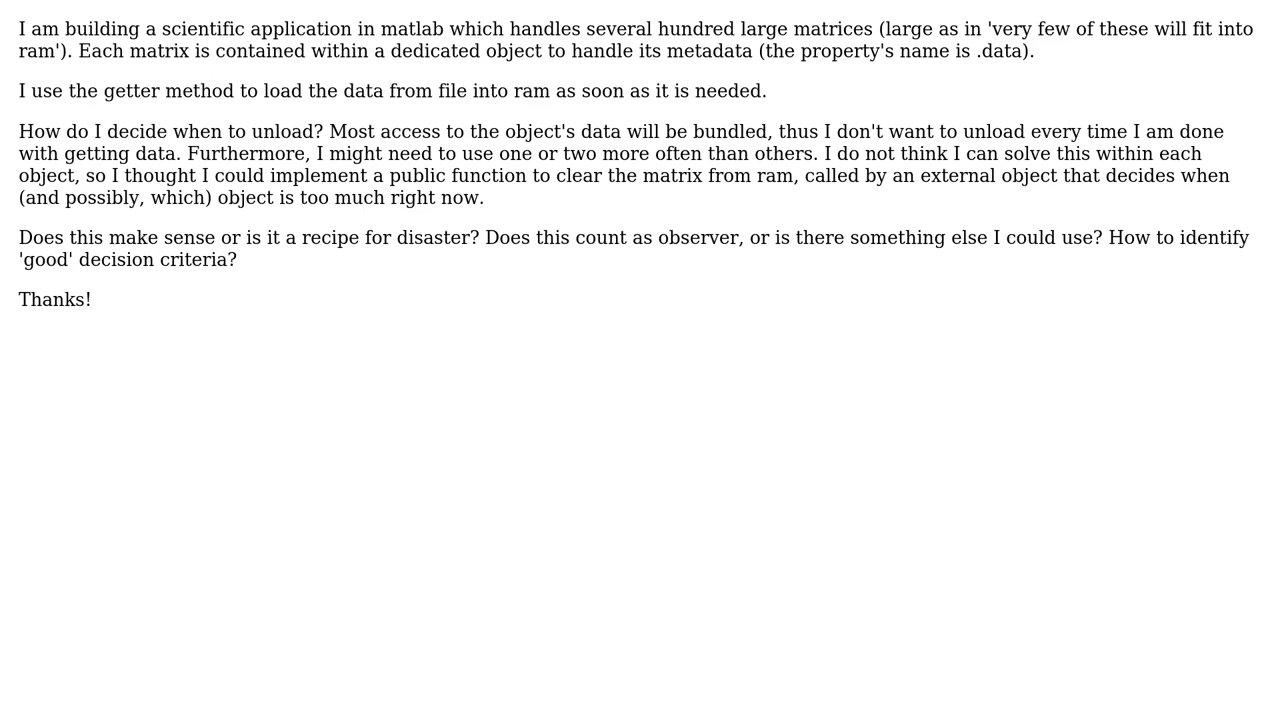 I am building a scientific application in matlab which handles several hundred large matrices (large as in 'very few of these will fit into
ram'). Each matrix is contained within a dedicated object to handle its metadata (the property's name is .data).
I use the getter method to load the data from file into ram as soon as it is needed.
How do I decide when to unload? Most access to the object's data will be bundled, thus I don't want to unload every time I am done
with getting data. Furthermore, I might need to use one or two more often than others. I do not think I can solve this within each
object, so I thought I could implement a public function to clear the matrix from ram, called by an external object that decides when
(and possibly, which) object is too much right now.
Does this make sense or is it a recipe for disaster? Does this count as observer, or is there something else I could use? How to identify
'good' decision criteria?
Thanks!